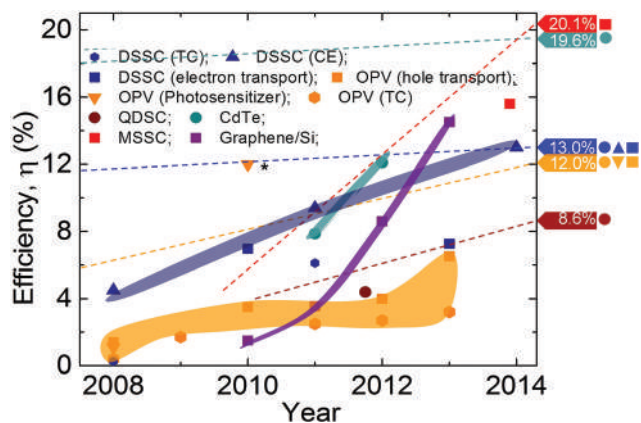 20
16
12
8
4
0
Efficiency, η (%)
DSSC (TC); DSSC (CE);
DSSC (electron transport); OPV (hole transport);
OPV (Photosensitizer); OPV (TC)
QDSC; CdTe;
MSSC; Graphene/Si;
*
20.1%
19.6%
13.0%
12.0%
8.6%
2008 2010 2012 2014
Year